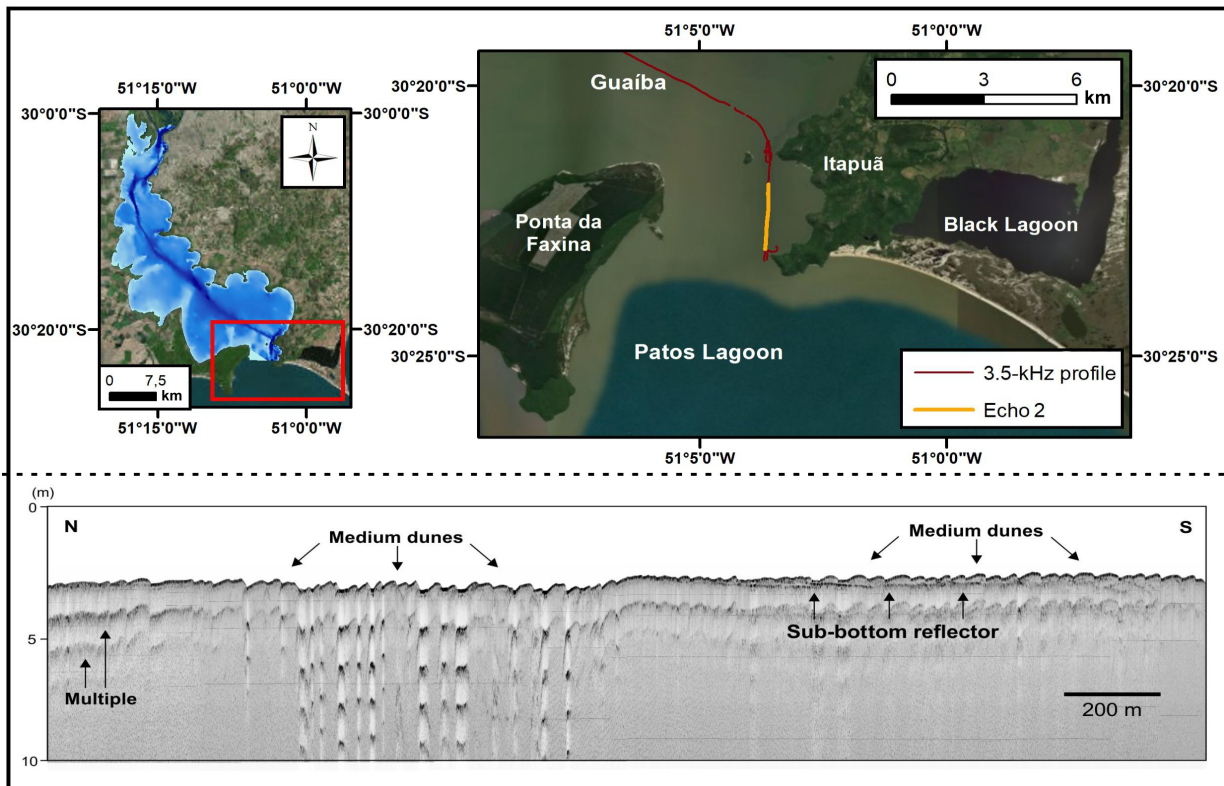 51°15'0"W
51°0'0"W
30°0'0"S
30°0'0"S
N
30°20'0"S
30°20'0"S
0
7,5
km
51°15'0"W
51°0'0"W
51°5'0"W
51°0'0"W
30°20'0"S
30°20'0"S
Guaíba
0
3
6
km
Itapuã
Ponta da
Faxina
Black Lagoon
Patos Lagoon
30°25'0"S
30°25'0"S
3.5-kHz profile
Echo 2
51°5'0"W
51°0'0"W
(m)
0
5
10
N
S
Medium dunes
Medium dunes
Sub-bottom reflector
Multiple
200 m